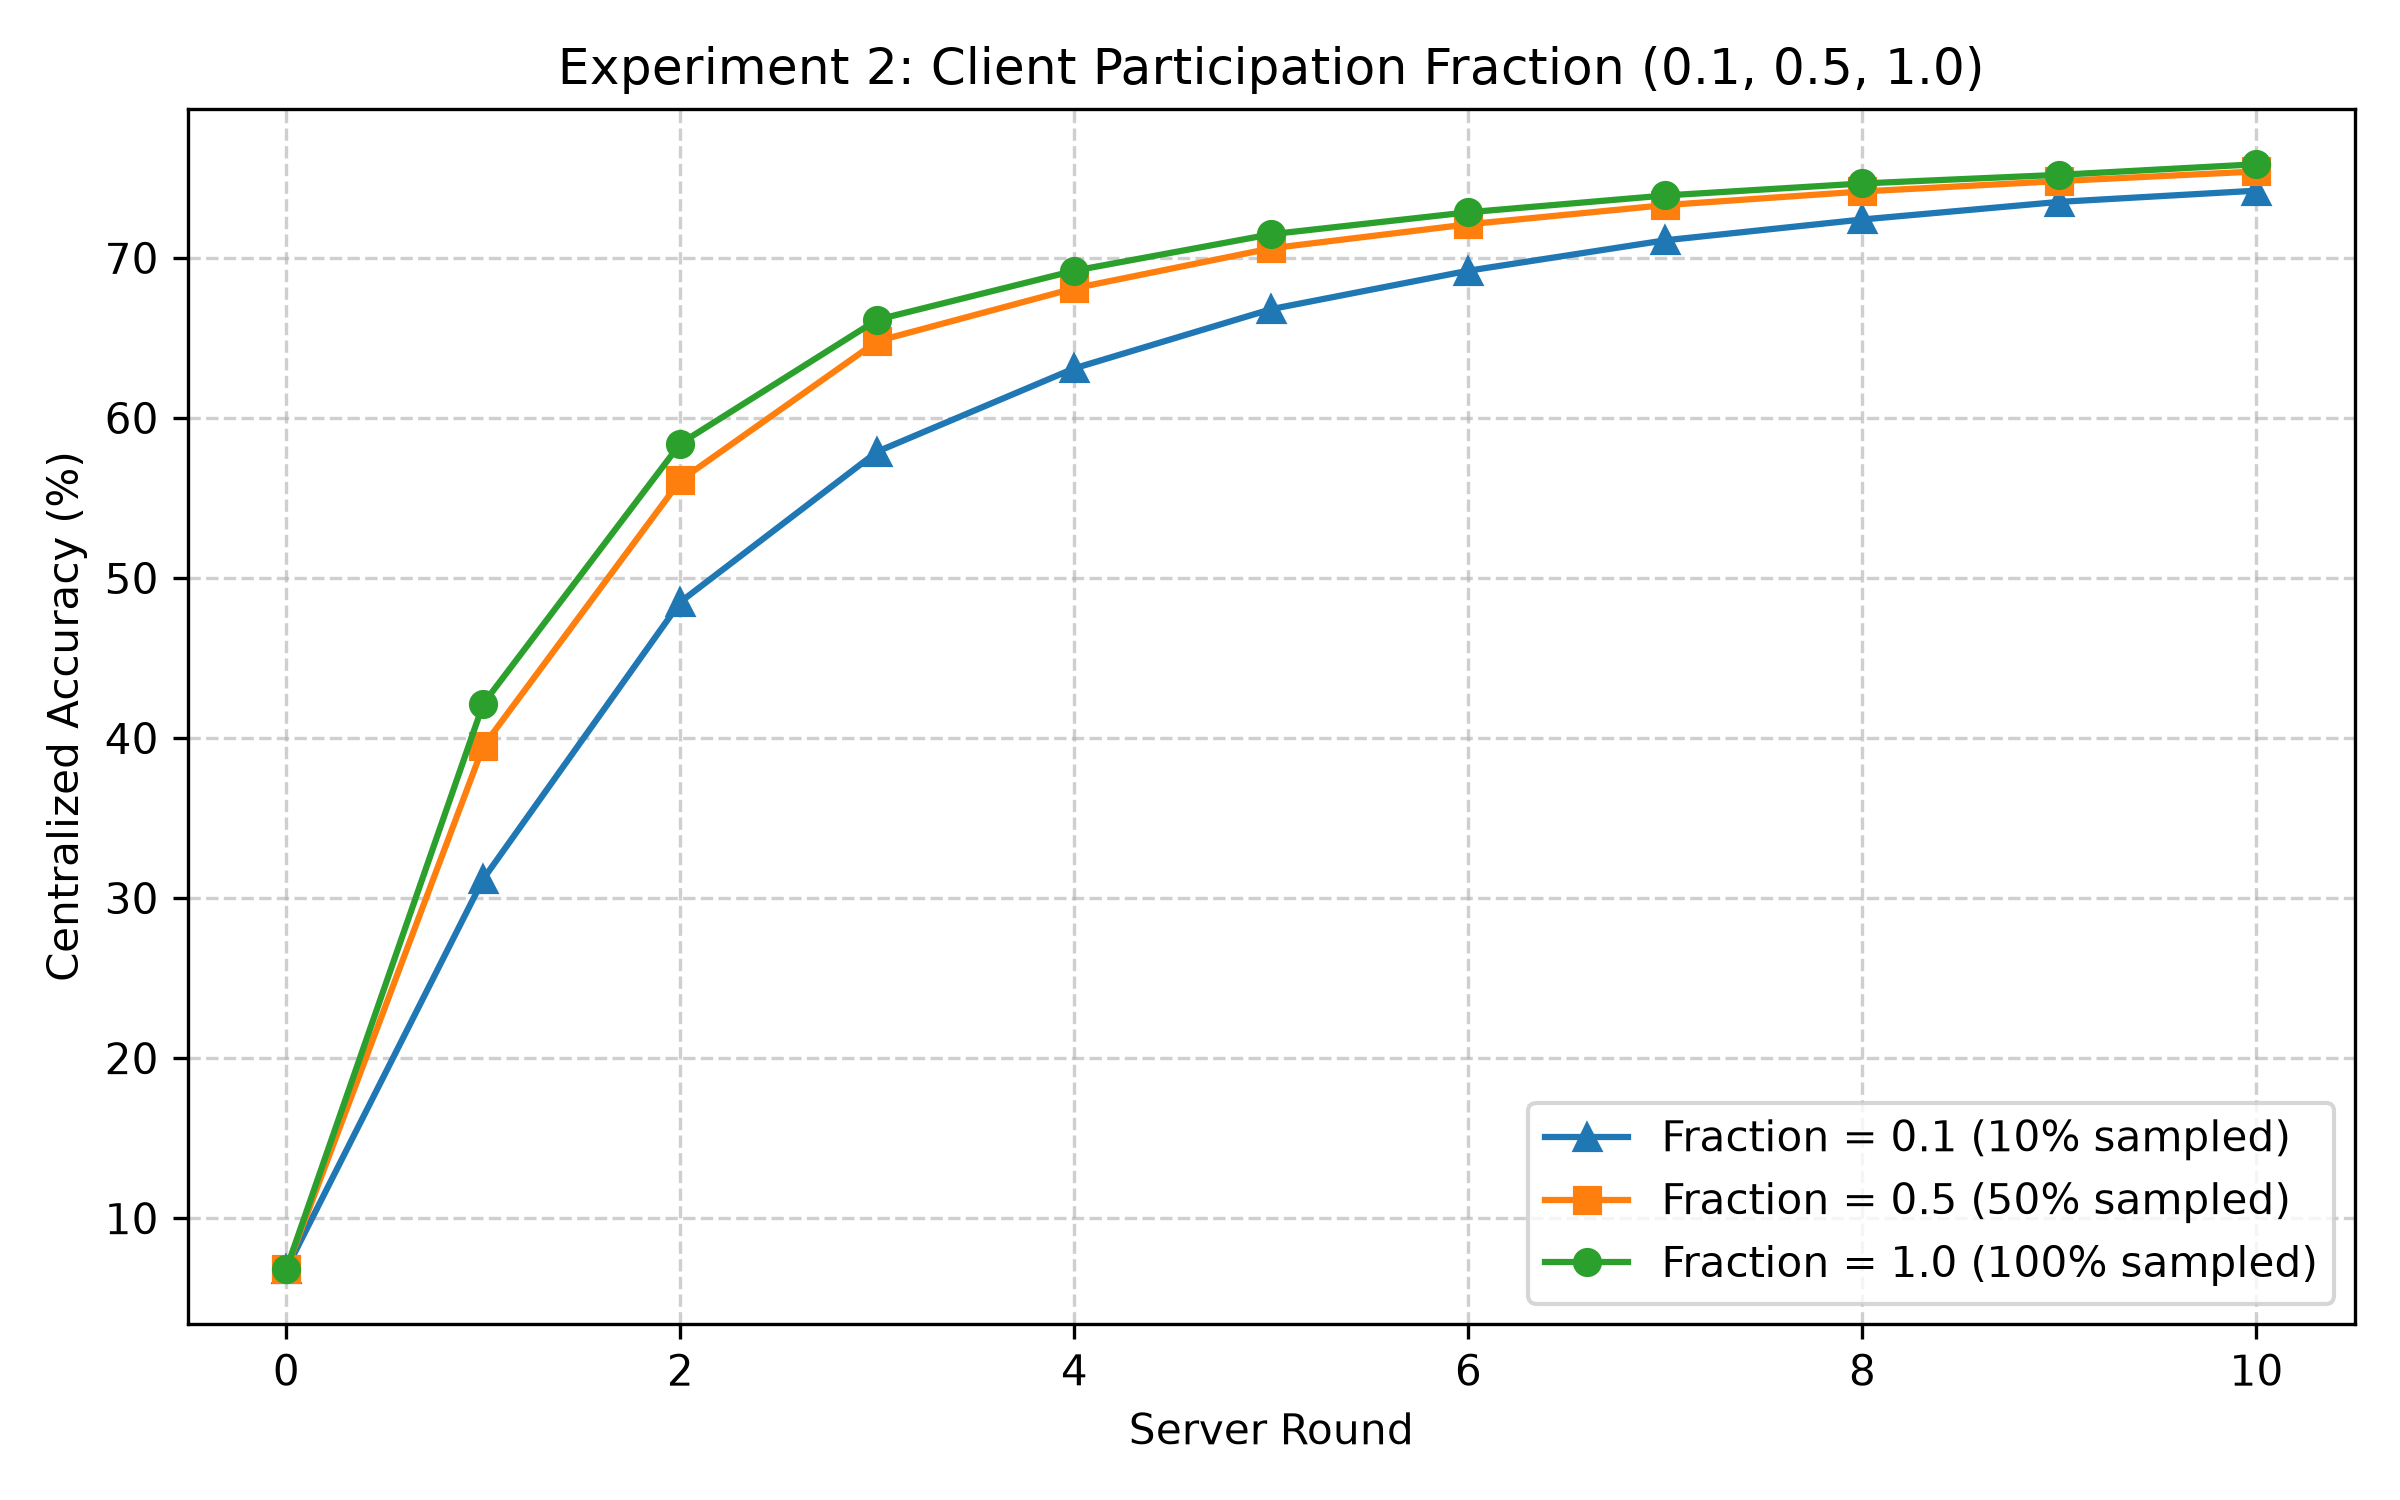 Experiment 2: Client Participation Fraction (0.1, 0.5, 1.0)
Centralized Accuracy (%)
70
60
50
40
30
20
10
Fraction = 0.1 (10% sampled)
Fraction = 0.5 (50% sampled)
Fraction = 1.0 (100% sampled)
0 2 4 6 8 10
Server Round